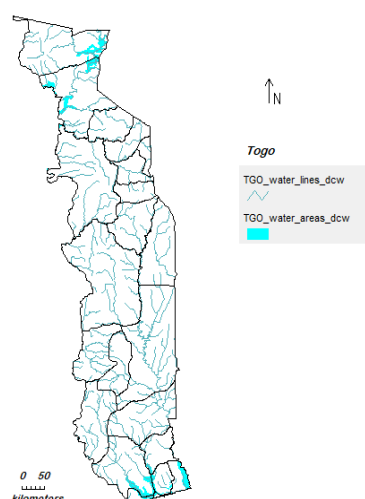 N
Togo
TGO_water_lines_dcw
TGO_water_areas_dcw
0 50
kilometers